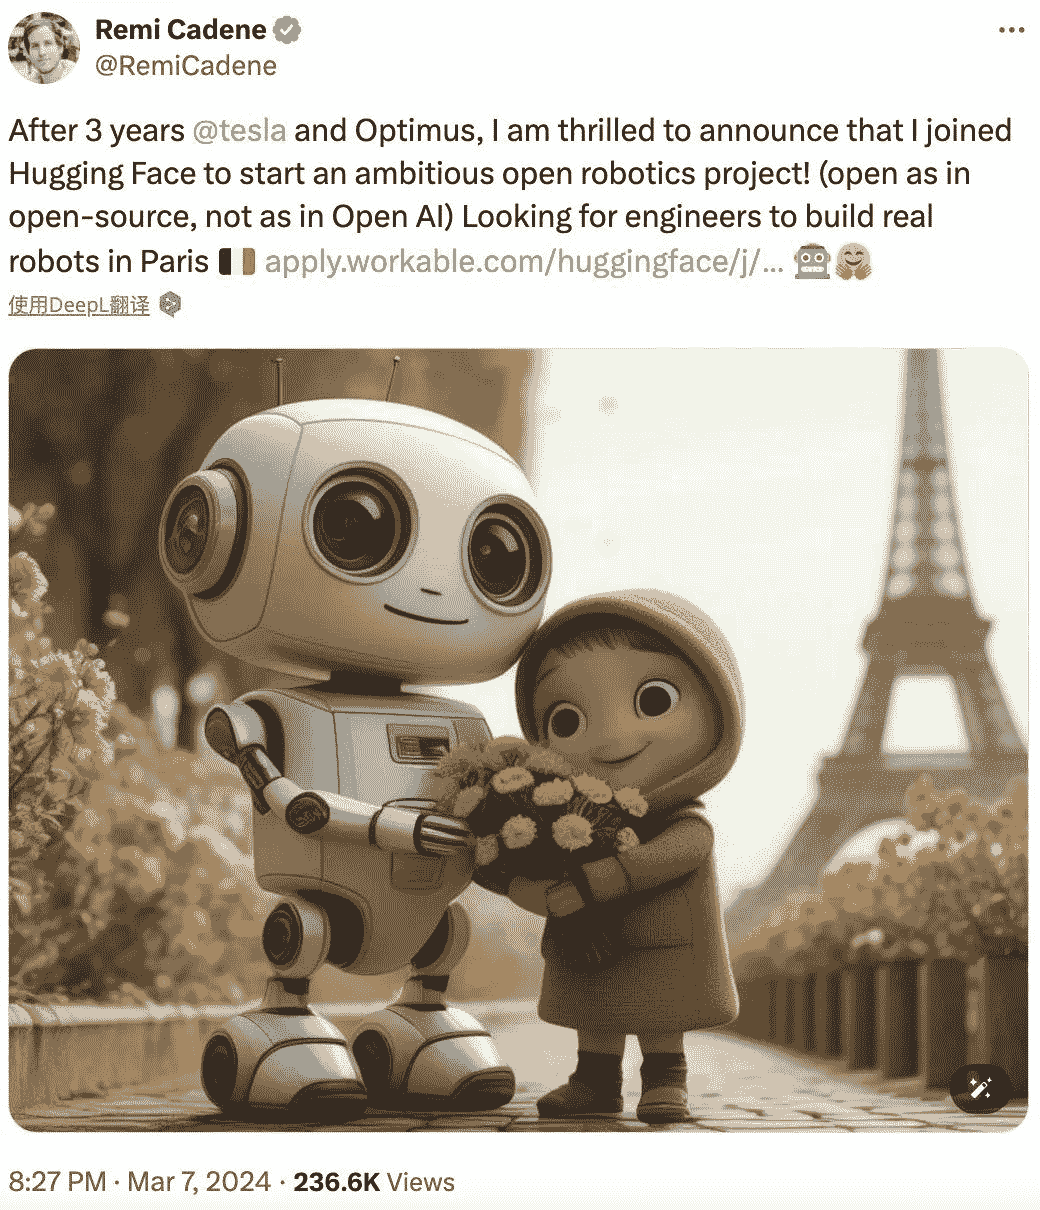 Remi Cadene
@RemiCadene
After 3 years @tesla and Optimus, I am thrilled to announce that I joined
Hugging Face to start an ambitious open robotics project! (open as in
open-source, not as in Open AI) Looking for engineers to build real
robots in Paris 🇫🇷 apply.workable.com/huggingface/j/... 🤖🤗
使用DeepL翻译
8:27 PM · Mar 7, 2024 · 236.6K Views